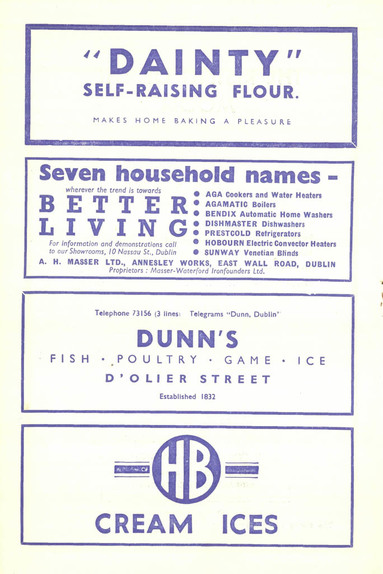 "DAINTY"
SELF-RAISING FLOUR.
MAKES HOME BAKING A PLEASURE
Seven household names –
wherever the trend is towards
BETTER
LIVING
For information and demonstrations call
to our Showrooms, 10 Nassau St., Dublin
• AGA Cookers and Water Heaters
• AGAMATIC Boilers
• BENDIX Automatic Home Washers
• DISHMASTER Dishwashers
• PRESTCOLD Refrigerators
• HOBOURN Electric Convector Heaters
• SUNWAY Venetian Blinds
A. H. MASSER LTD., ANNESLEY WORKS, EAST WALL ROAD, DUBLIN
Proprietors : Masser-Waterford Ironfounders Ltd.
Telephone 73156 (3 lines) Telegrams "Dunn, Dublin"
DUNN'S
FISH · POULTRY · GAME · ICE
D'OLIER STREET
Established 1832
HB
CREAM ICES